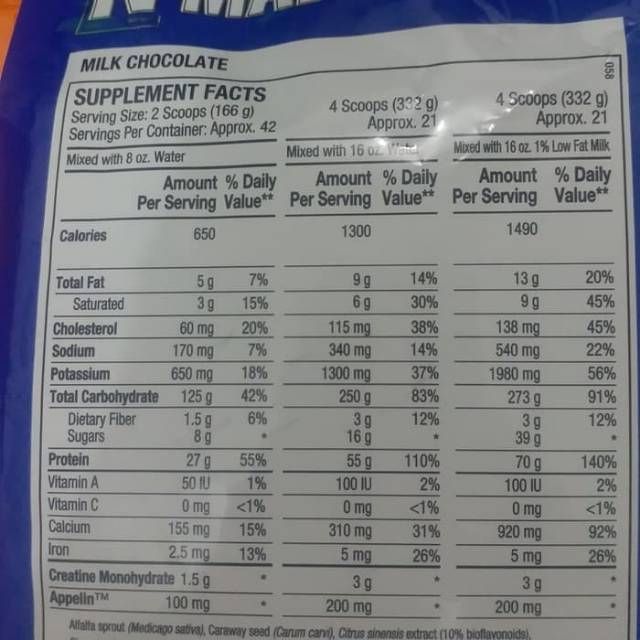 MILK CHOCOLATE
058
SUPPLEMENT FACTS
Serving Size: 2 Scoops (166 g) 4 Scoops (332 g) 4 Scoops (332 g)
Servings Per Container: Approx. 42 Approx. 21 Approx. 21
Mixed with 8 oz. Water Mixed with 16 oz. Water Mixed with 16 oz. 1% Low Fat Milk
Amount % Daily Amount % Daily Amount % Daily
Per Serving Value** Per Serving Value** Per Serving Value**
Calories 650 1300 1490
Total Fat 5 g 7% 9 g 14% 13 g 20%
Saturated 3 g 15% 6 g 30% 9 g 45%
Cholesterol 60 mg 20% 115 mg 38% 138 mg 45%
Sodium 170 mg 7% 340 mg 14% 540 mg 22%
Potassium 650 mg 18% 1300 mg 37% 1980 mg 56%
Total Carbohydrate 125 g 42% 250 g 83% 273 g 91%
Dietary Fiber 1.5 g 6% 3 g 12% 3 g 12%
Sugars 8 g * 16 g * 39 g *
Protein 27 g 55% 55 g 110% 70 g 140%
Vitamin A 50 IU 1% 100 IU 2% 100 IU 2%
Vitamin C 0 mg <1% 0 mg <1% 0 mg <1%
Calcium 155 mg 15% 310 mg 31% 920 mg 92%
Iron 2.5 mg 13% 5 mg 26% 5 mg 26%
Creatine Monohydrate 1.5 g * 3 g * 3 g *
Appelin™ 100 mg * 200 mg * 200 mg *
Alfalfa sprout (Medicago sativa), Caraway seed (Carum carvi), Citrus sinensis extract (10% bioflavonoids),